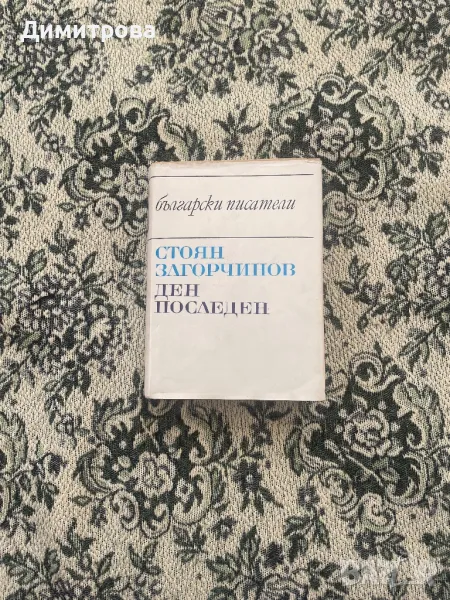 Димитрова
български писатели
СТОЯН
ЗАГОРЧИНОВ
ДЕН
ПОСЛЕДЕН